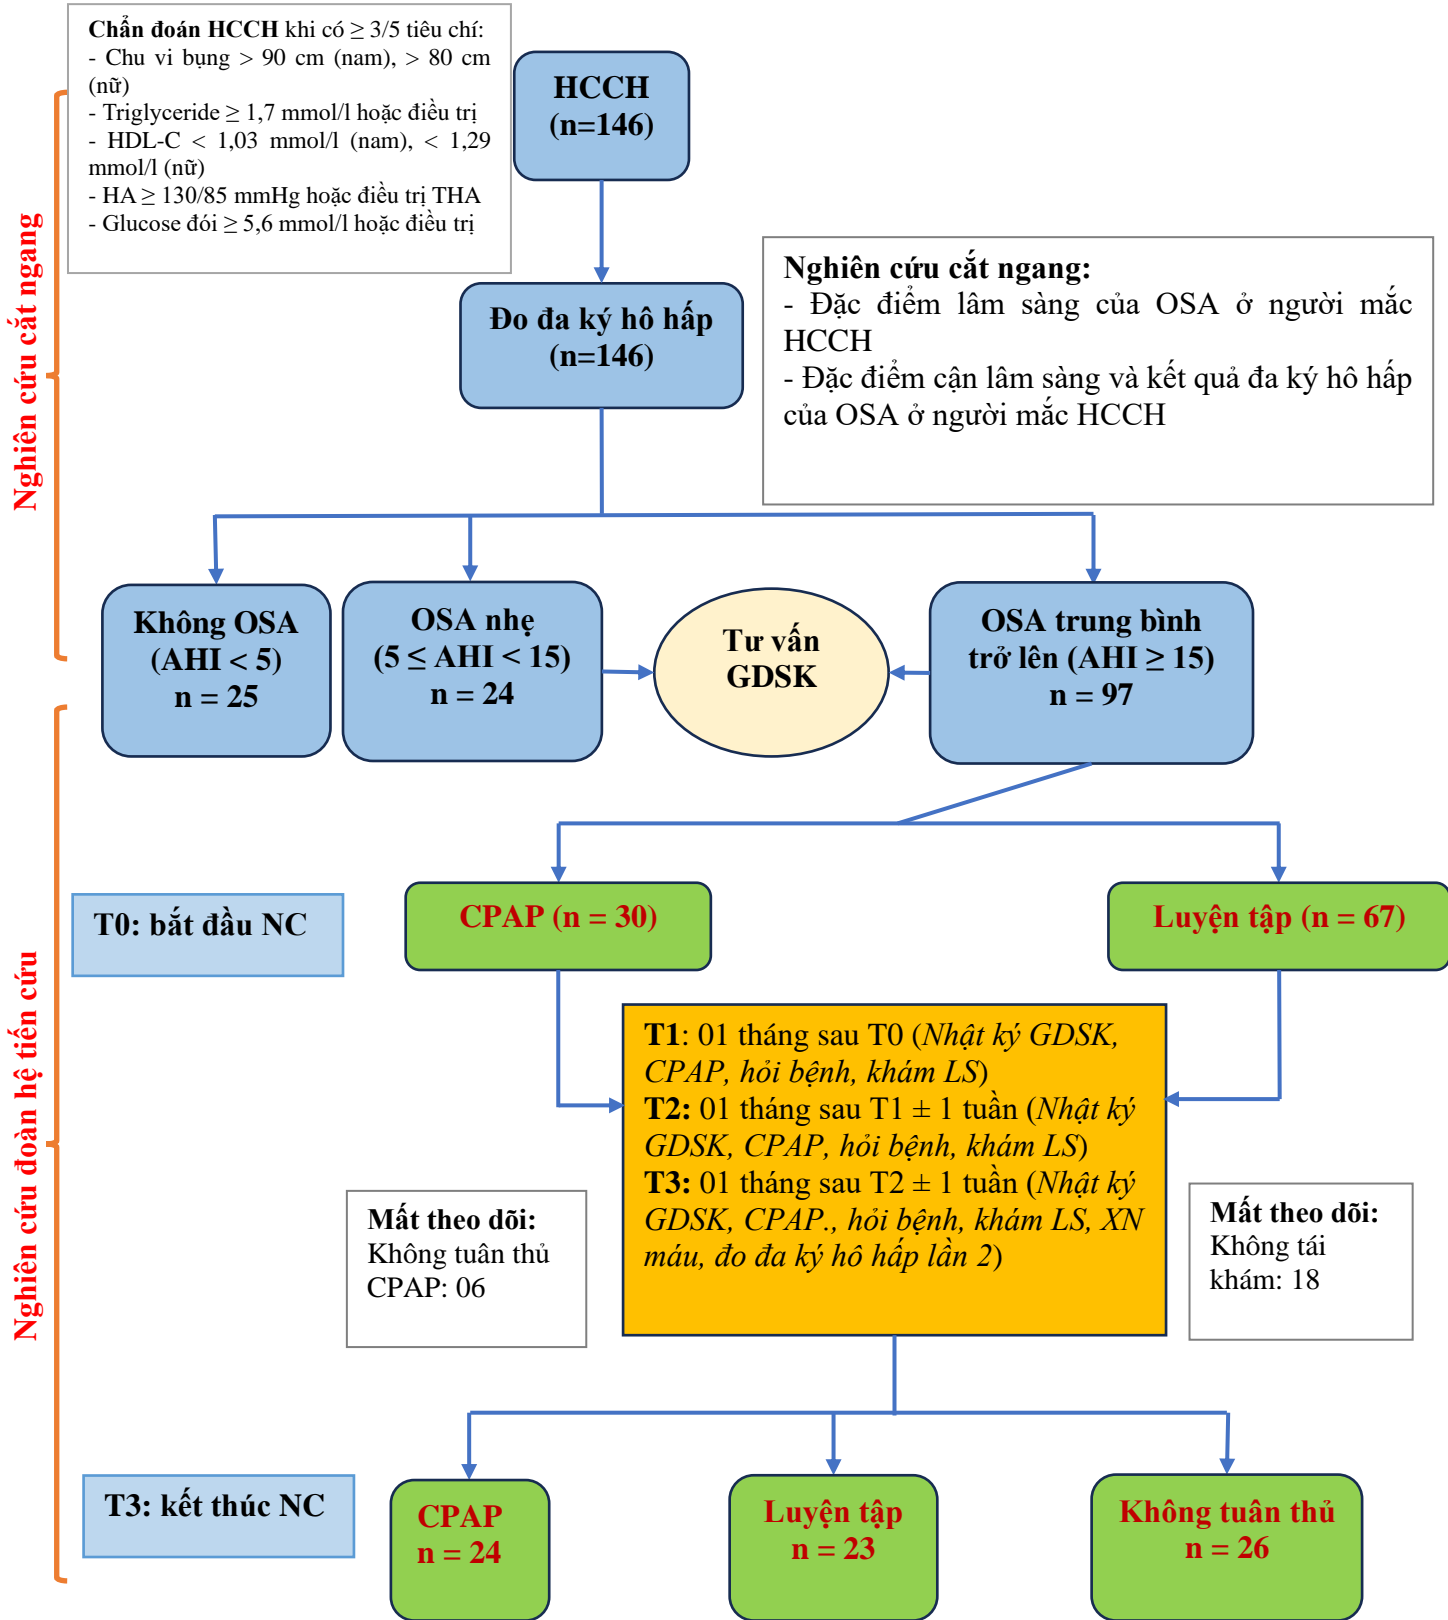 Chẩn đoán HCCH khi có ≥ 3/5 tiêu chí:
- Chu vi bụng > 90 cm (nam), > 80 cm
(nữ)
- Triglyceride ≥ 1,7 mmol/l hoặc điều trị
- HDL-C < 1,03 mmol/l (nam), < 1,29
mmol/l (nữ)
- HA ≥ 130/85 mmHg hoặc điều trị THA
- Glucose đói ≥ 5,6 mmol/l hoặc điều trị
HCCH
(n=146)
Nghiên cứu cắt ngang
Đo đa ký hô hấp
(n=146)
Nghiên cứu cắt ngang:
- Đặc điểm lâm sàng của OSA ở người mắc
HCCH
- Đặc điểm cận lâm sàng và kết quả đa ký hô hấp
của OSA ở người mắc HCCH
Không OSA
(AHI < 5)
n = 25
OSA nhẹ
(5 ≤ AHI < 15)
n = 24
Tư vấn
GDSK
OSA trung bình
trở lên (AHI ≥ 15)
n = 97
Nghiên cứu đoàn hệ tiến cứu
T0: bắt đầu NC
CPAP (n = 30)
Luyện tập (n = 67)
T1: 01 tháng sau T0 (Nhật ký GDSK,
CPAP, hỏi bệnh, khám LS)
T2: 01 tháng sau T1 ± 1 tuần (Nhật ký
GDSK, CPAP, hỏi bệnh, khám LS)
T3: 01 tháng sau T2 ± 1 tuần (Nhật ký
GDSK, CPAP., hỏi bệnh, khám LS, XN
máu, đo đa ký hô hấp lần 2)
Mất theo dõi:
Không tuân thủ
CPAP: 06
Mất theo dõi:
Không tái
khám: 18
T3: kết thúc NC
CPAP
n = 24
Luyện tập
n = 23
Không tuân thủ
n = 26